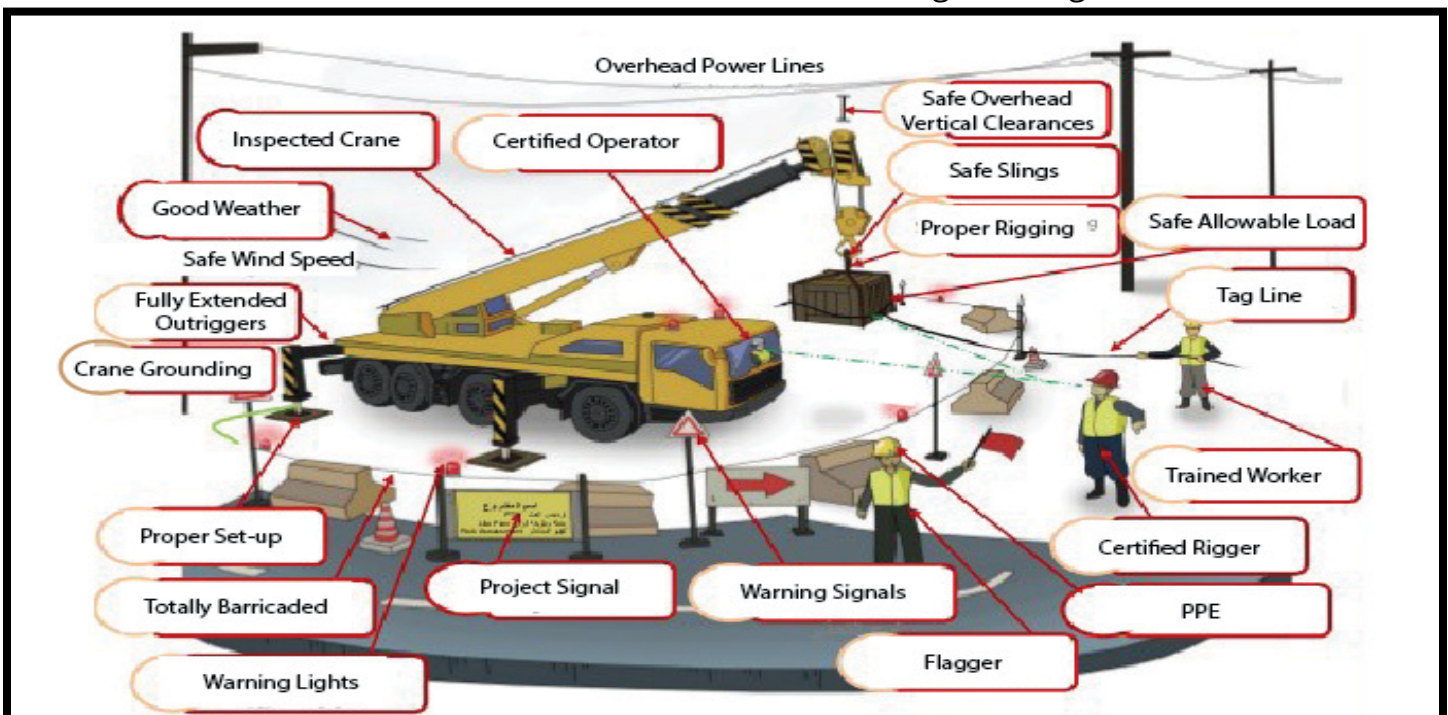 Overhead Power Lines
Safe Overhead
Vertical Clearances
Inspected Crane
Certified Operator
Safe Slings
Good Weather
Proper Rigging
Safe Allowable Load
Safe Wind Speed
Fully Extended
Outriggers
Tag Line
Crane Grounding
Trained Worker
Proper Set-up
Certified Rigger
Project Signal
Warning Signals
Totally Barricaded
PPE
Flagger
Warning Lights